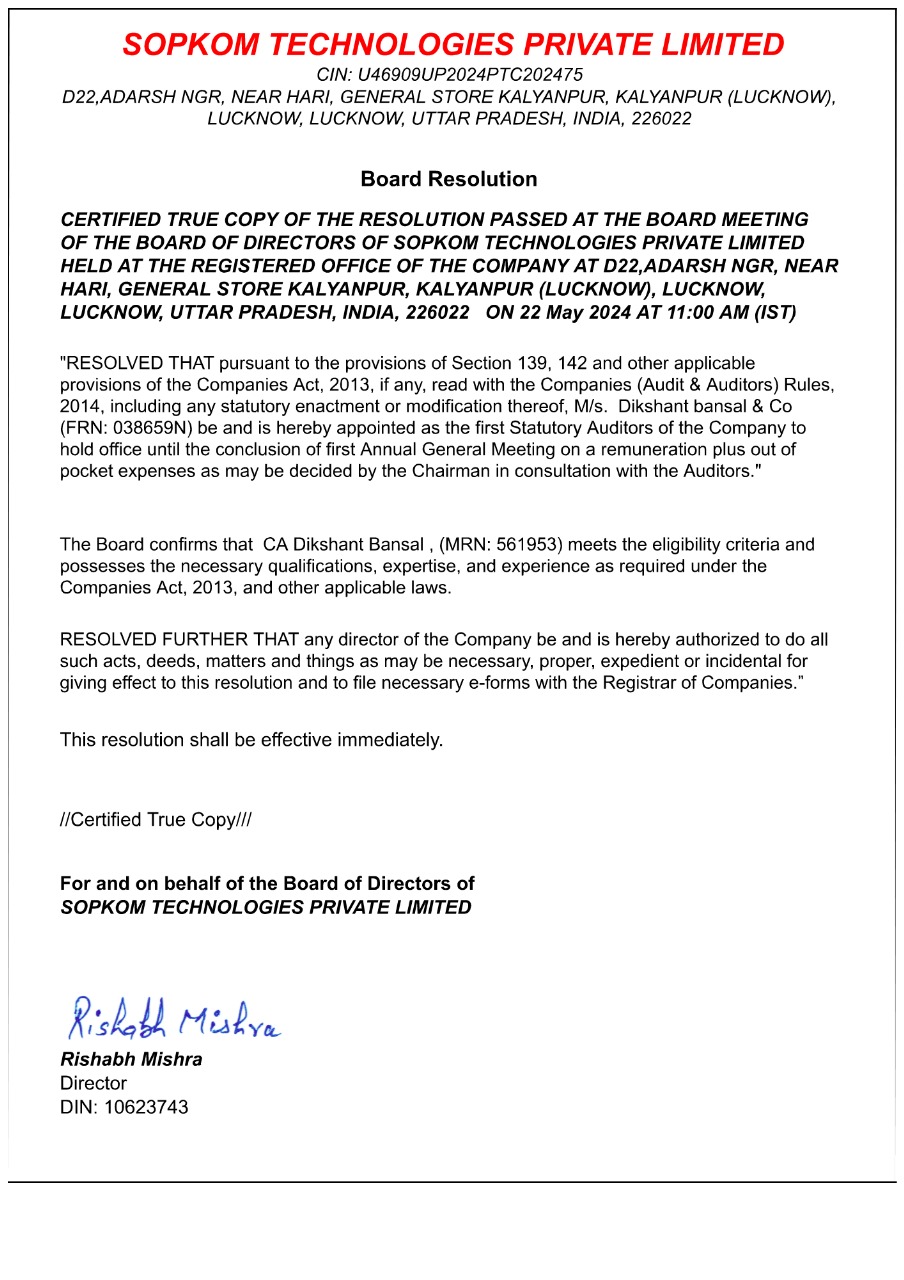 SOPKOM TECHNOLOGIES PRIVATE LIMITED
CIN: U46909UP2024PTC202475
D22,ADARSH NGR, NEAR HARI, GENERAL STORE KALYANPUR, KALYANPUR (LUCKNOW),
LUCKNOW, LUCKNOW, UTTAR PRADESH, INDIA, 226022
Board Resolution
CERTIFIED TRUE COPY OF THE RESOLUTION PASSED AT THE BOARD MEETING
OF THE BOARD OF DIRECTORS OF SOPKOM TECHNOLOGIES PRIVATE LIMITED
HELD AT THE REGISTERED OFFICE OF THE COMPANY AT D22,ADARSH NGR, NEAR
HARI, GENERAL STORE KALYANPUR, KALYANPUR (LUCKNOW), LUCKNOW,
LUCKNOW, UTTAR PRADESH, INDIA, 226022 ON 22 May 2024 AT 11:00 AM (IST)
"RESOLVED THAT pursuant to the provisions of Section 139, 142 and other applicable
provisions of the Companies Act, 2013, if any, read with the Companies (Audit & Auditors) Rules,
2014, including any statutory enactment or modification thereof, M/s. Dikshant bansal & Co
(FRN: 038659N) be and is hereby appointed as the first Statutory Auditors of the Company to
hold office until the conclusion of first Annual General Meeting on a remuneration plus out of
pocket expenses as may be decided by the Chairman in consultation with the Auditors."
The Board confirms that CA Dikshant Bansal , (MRN: 561953) meets the eligibility criteria and
possesses the necessary qualifications, expertise, and experience as required under the
Companies Act, 2013, and other applicable laws.
RESOLVED FURTHER THAT any director of the Company be and is hereby authorized to do all
such acts, deeds, matters and things as may be necessary, proper, expedient or incidental for
giving effect to this resolution and to file necessary e-forms with the Registrar of Companies."
This resolution shall be effective immediately.
//Certified True Copy///
For and on behalf of the Board of Directors of
SOPKOM TECHNOLOGIES PRIVATE LIMITED
Rishabh Mishra
Rishabh Mishra
Director
DIN: 10623743